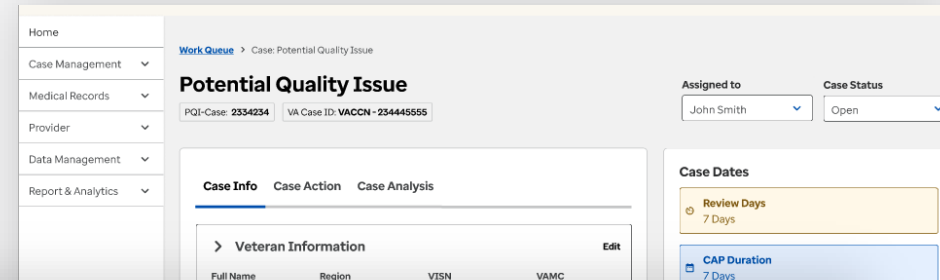 Home
Case Management
Medical Records
Provider
Data Management
Report & Analytics
Work Queue > Case: Potential Quality Issue
Potential Quality Issue
PQI-Case: 2334234 VA Case ID: VACCN - 234445555
Assigned to
John Smith
Case Status
Open
Case Info Case Action Case Analysis
Veteran Information Edit
Full Name Region VISN VAMC
Case Dates
Review Days
7 Days
CAP Duration
7 Days